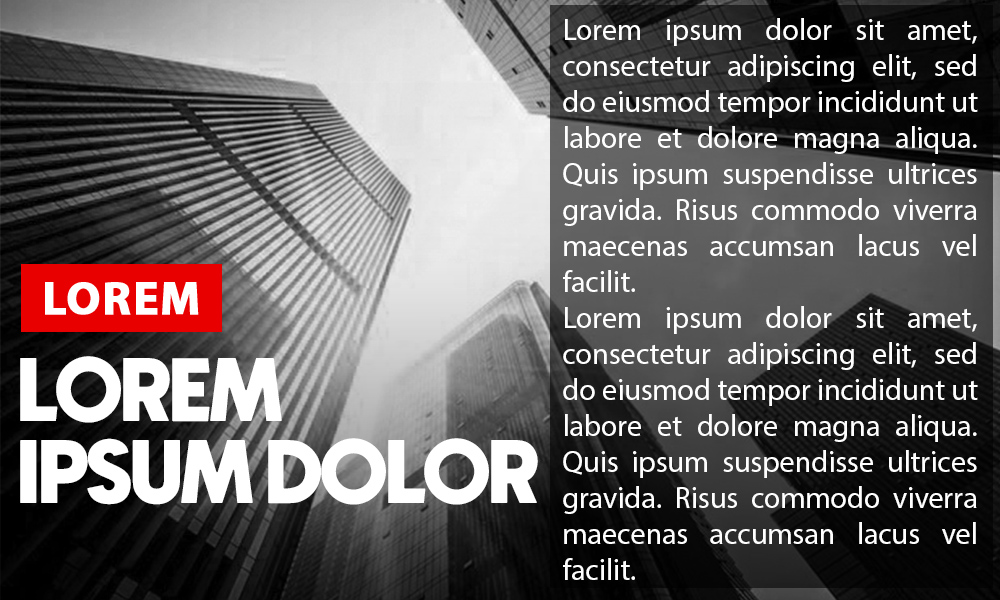 LOREM
LOREM
IPSUM DOLOR
Lorem ipsum dolor sit amet,
consectetur adipiscing elit, sed
do eiusmod tempor incididunt ut
labore et dolore magna aliqua.
Quis ipsum suspendisse ultrices
gravida. Risus commodo viverra
maecenas accumsan lacus vel
facilit.
Lorem ipsum dolor sit amet,
consectetur adipiscing elit, sed
do eiusmod tempor incididunt ut
labore et dolore magna aliqua.
Quis ipsum suspendisse ultrices
gravida. Risus commodo viverra
maecenas accumsan lacus vel
facilit.